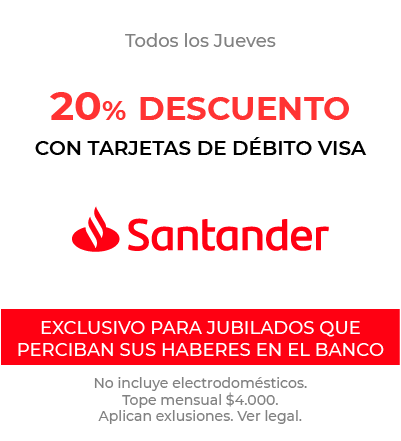 Todos los Jueves
20% DESCUENTO
CON TARJETAS DE DÉBITO VISA
Santander
EXCLUSIVO PARA JUBILADOS QUE
PERCIBAN SUS HABERES EN EL BANCO
No incluye electrodomésticos.
Tope mensual $4.000.
Aplican exlusiones. Ver legal.